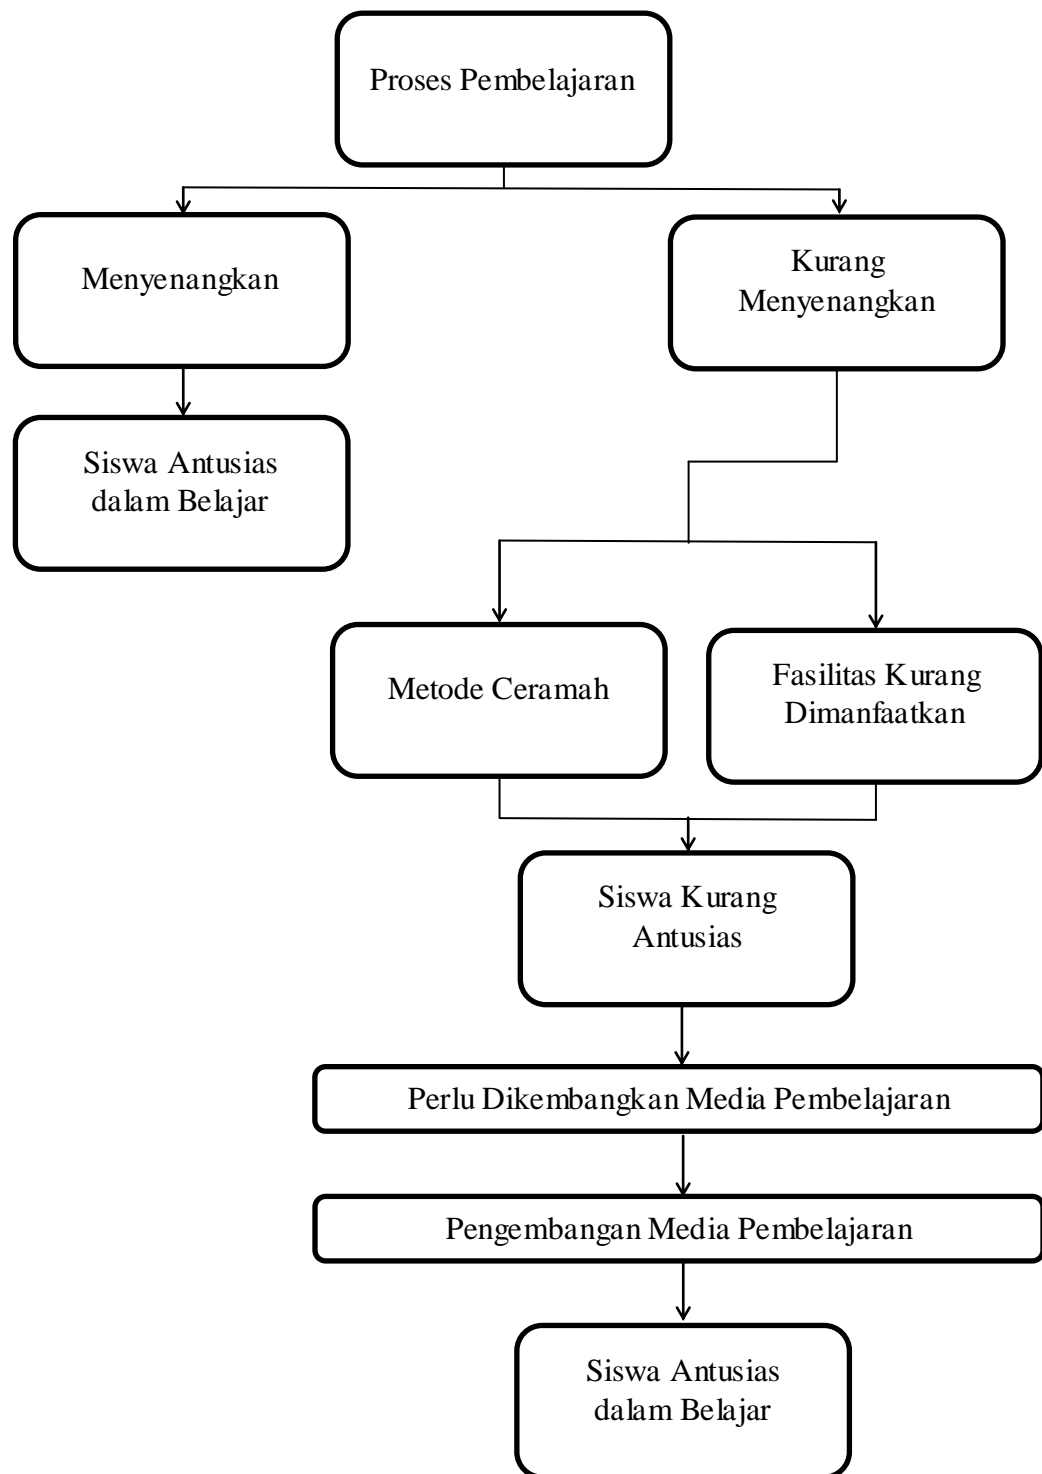 Proses Pembelajaran
Menyenangkan
Kurang
Menyenangkan
Siswa Antusias
dalam Belajar
Metode Ceramah
Fasilitas Kurang
Dimanfaatkan
Siswa Kurang
Antusias
Perlu Dikembangkan Media Pembelajaran
Pengembangan Media Pembelajaran
Siswa Antusias
dalam Belajar